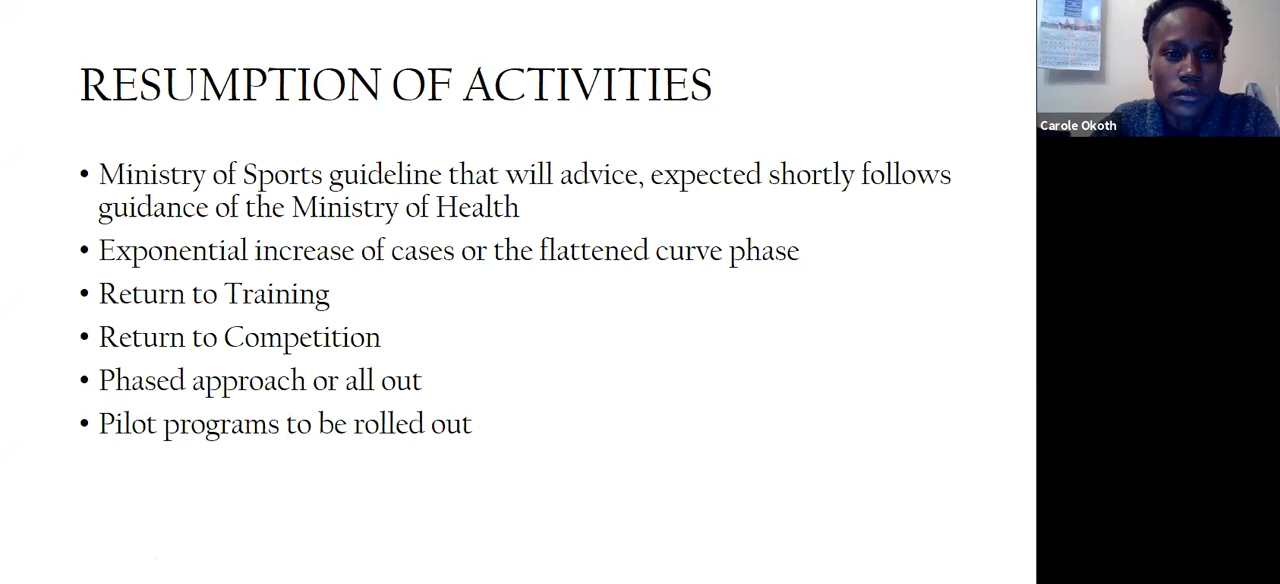 RESUMPTION OF ACTIVITIES
• Ministry of Sports guideline that will advice, expected shortly follows
guidance of the Ministry of Health
• Exponential increase of cases or the flattened curve phase
• Return to Training
• Return to Competition
• Phased approach or all out
• Pilot programs to be rolled out
Carole Okoth